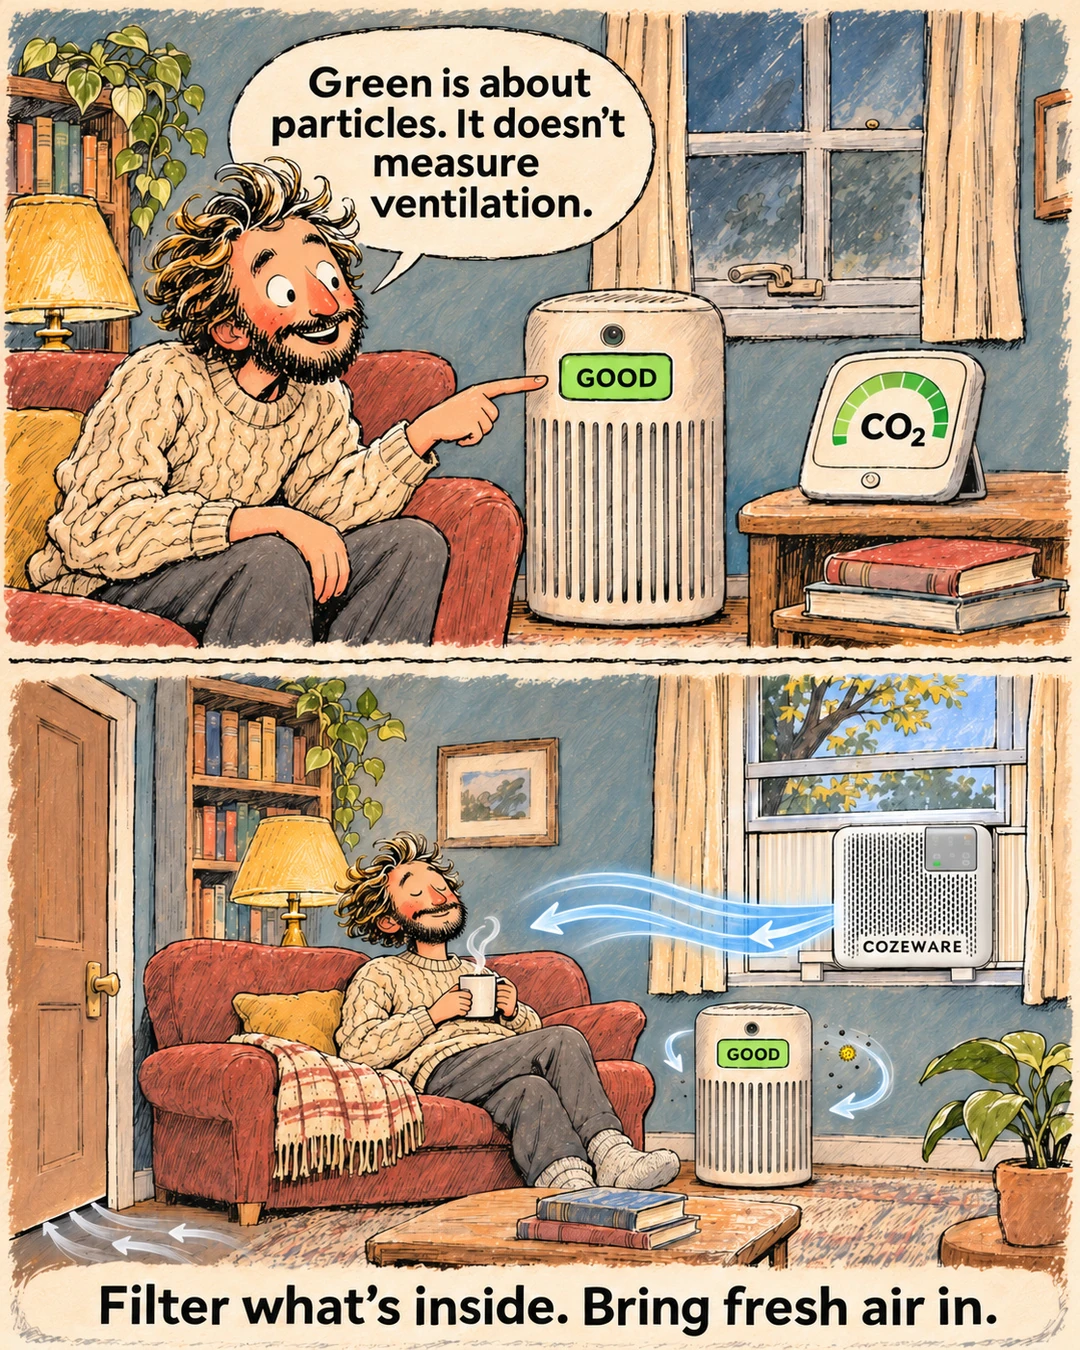 Green is about
particles. It doesn't
measure
ventilation.
GOOD
CO₂
COZEWARE
GOOD
Filter what's inside. Bring fresh air in.